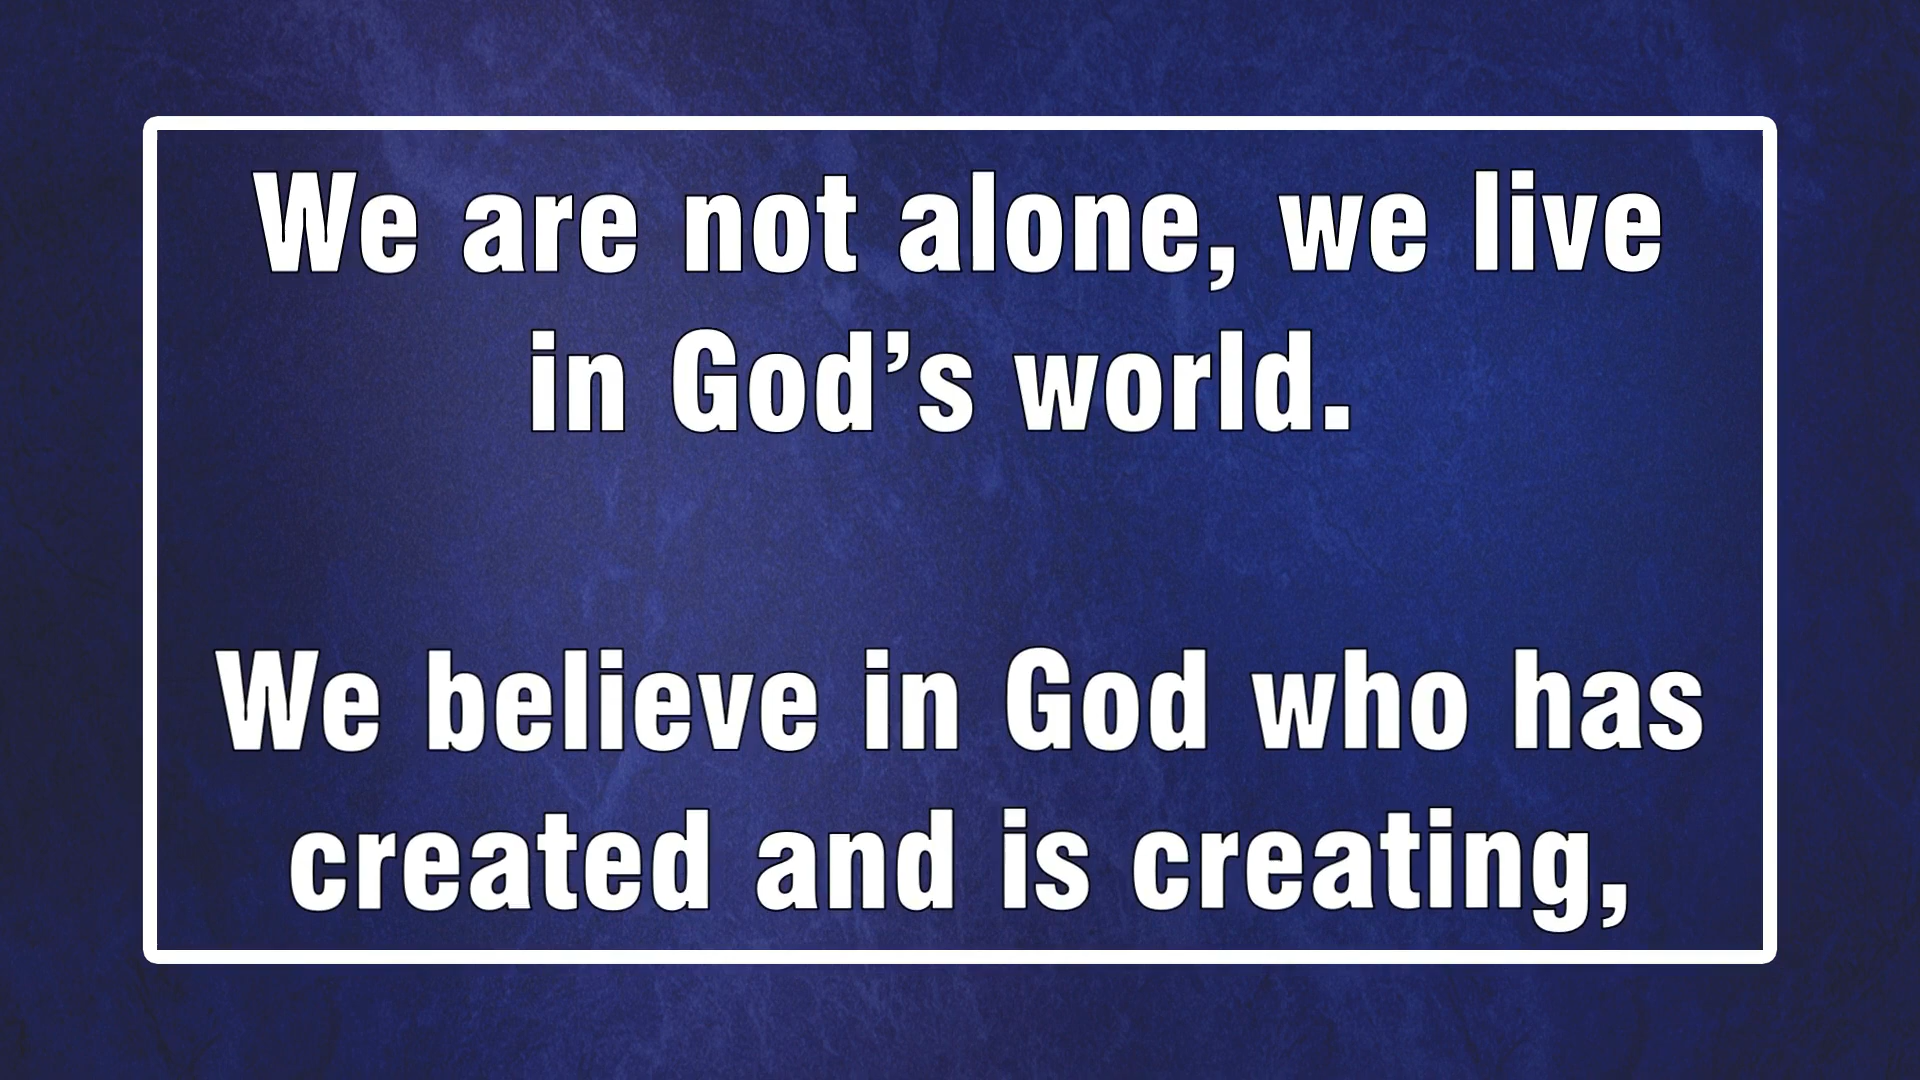 We are not alone, we live
in God’s world.
We believe in God who has
created and is creating,